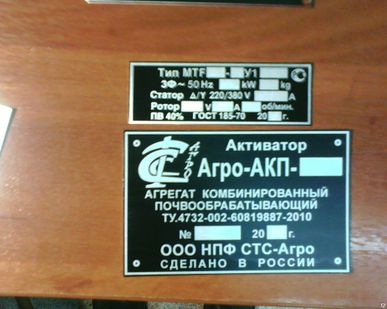 Тип MTF - У1
3Ф~ 50 Hz kW kg
Статор Δ/Y 220/380 V А
Ротор V А об/мин.
ПВ 40% ГОСТ 185-70 20 г.
АГРО
Активатор
Агро-АКП-
АГРЕГАТ КОМБИНИРОВАННЫЙ
ПОЧВООБРАБАТЫВАЮЩИЙ
ТУ.4732-002-60819887-2010
№ 20 г.
ООО НПФ СТС-Агро
СДЕЛАНО В РОССИИ